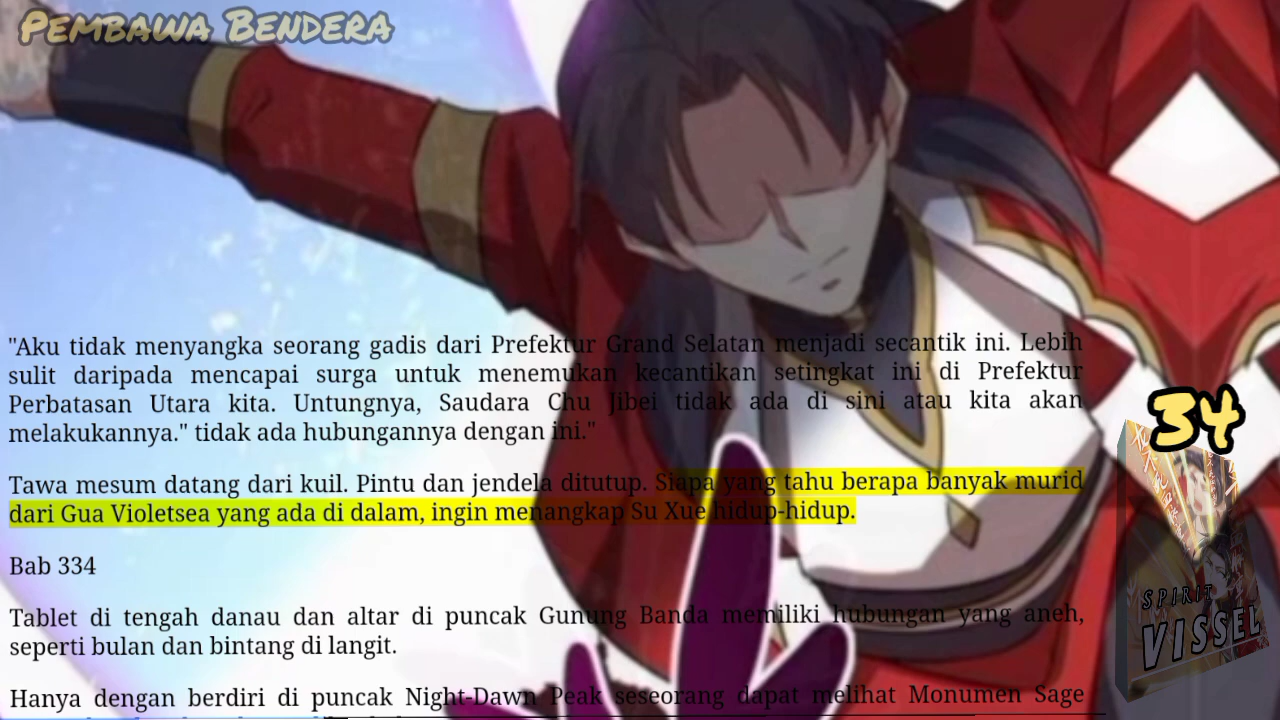 Pembawa Bendera
"Aku tidak menyangka seorang gadis dari Prefektur Grand Selatan menjadi secantik ini. Lebih
sulit daripada mencapai surga untuk menemukan kecantikan setingkat ini di Prefektur
Perbatasan Utara kita. Untungnya, Saudara Chu Jibei tidak ada di sini atau kita akan
melakukannya." tidak ada hubungannya dengan ini."
Tawa mesum datang dari kuil. Pintu dan jendela ditutup. Siapa yang tahu berapa banyak murid
dari Gua Violetsea yang ada di dalam, ingin menangkap Su Xue hidup-hidup.
Bab 334
Tablet di tengah danau dan altar di puncak Gunung Banda memiliki hubungan yang aneh,
seperti bulan dan bintang di langit.
Hanya dengan berdiri di puncak Night-Dawn Peak seseorang dapat melihat Monumen Sage
34
SPIRIT
VISSEL